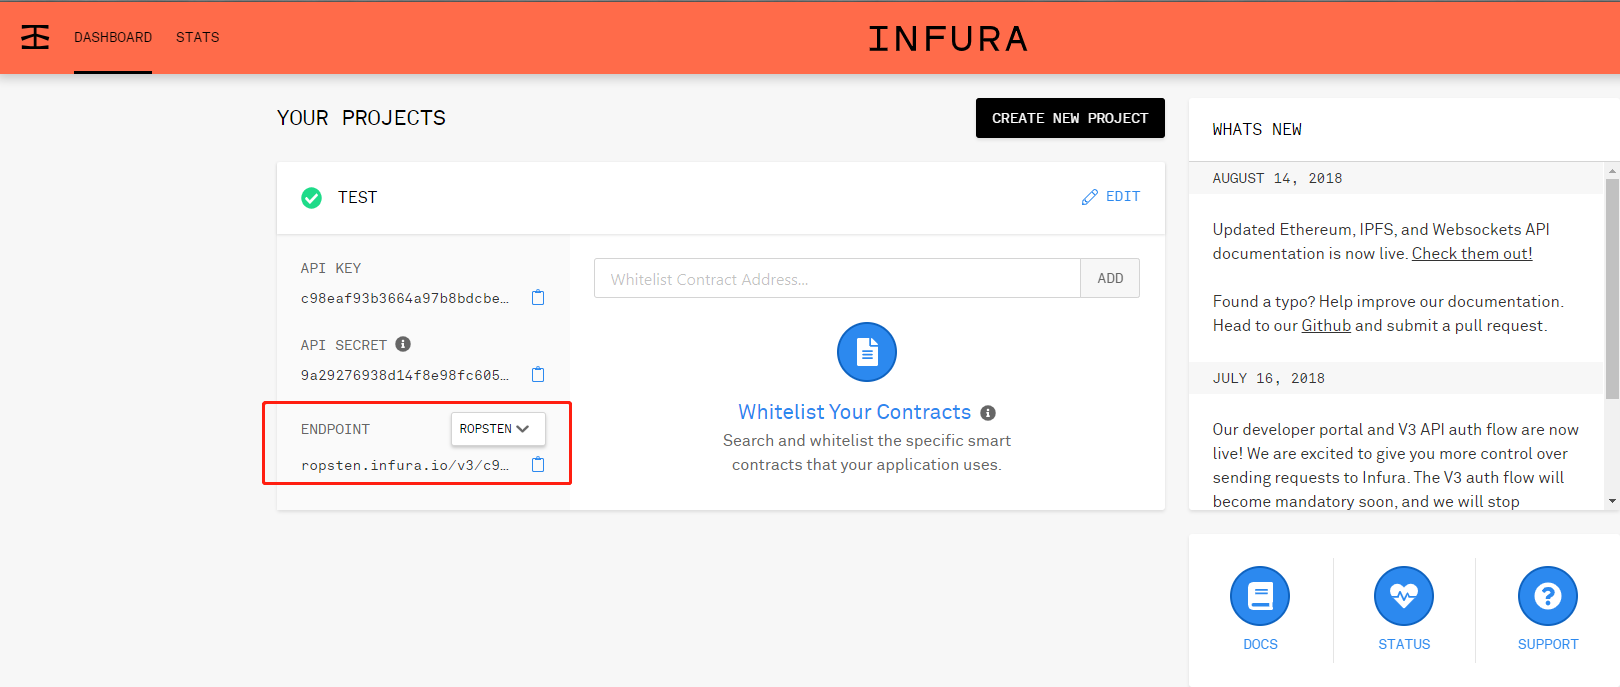 DASHBOARD STATS
INFURA
YOUR PROJECTS
CREATE NEW PROJECT
TEST
EDIT
API KEY
c98eaf93b3664a97b8bdcbe…
API SECRET
9a29276938d14f8e98fc605…
ENDPOINT
ROPSTEN
ropsten.infura.io/v3/c9…
Whitelist Contract Address...
ADD
Whitelist Your Contracts
Search and whitelist the specific smart
contracts that your application uses.
WHATS NEW
AUGUST 14, 2018
Updated Ethereum, IPFS, and Websockets API
documentation is now live. Check them out!
Found a typo? Help improve our documentation.
Head to our Github and submit a pull request.
JULY 16, 2018
Our developer portal and V3 API auth flow are now
live! We are excited to give you more control over
sending requests to Infura. The V3 auth flow will
become mandatory soon, and we will stop
DOCS
STATUS
SUPPORT